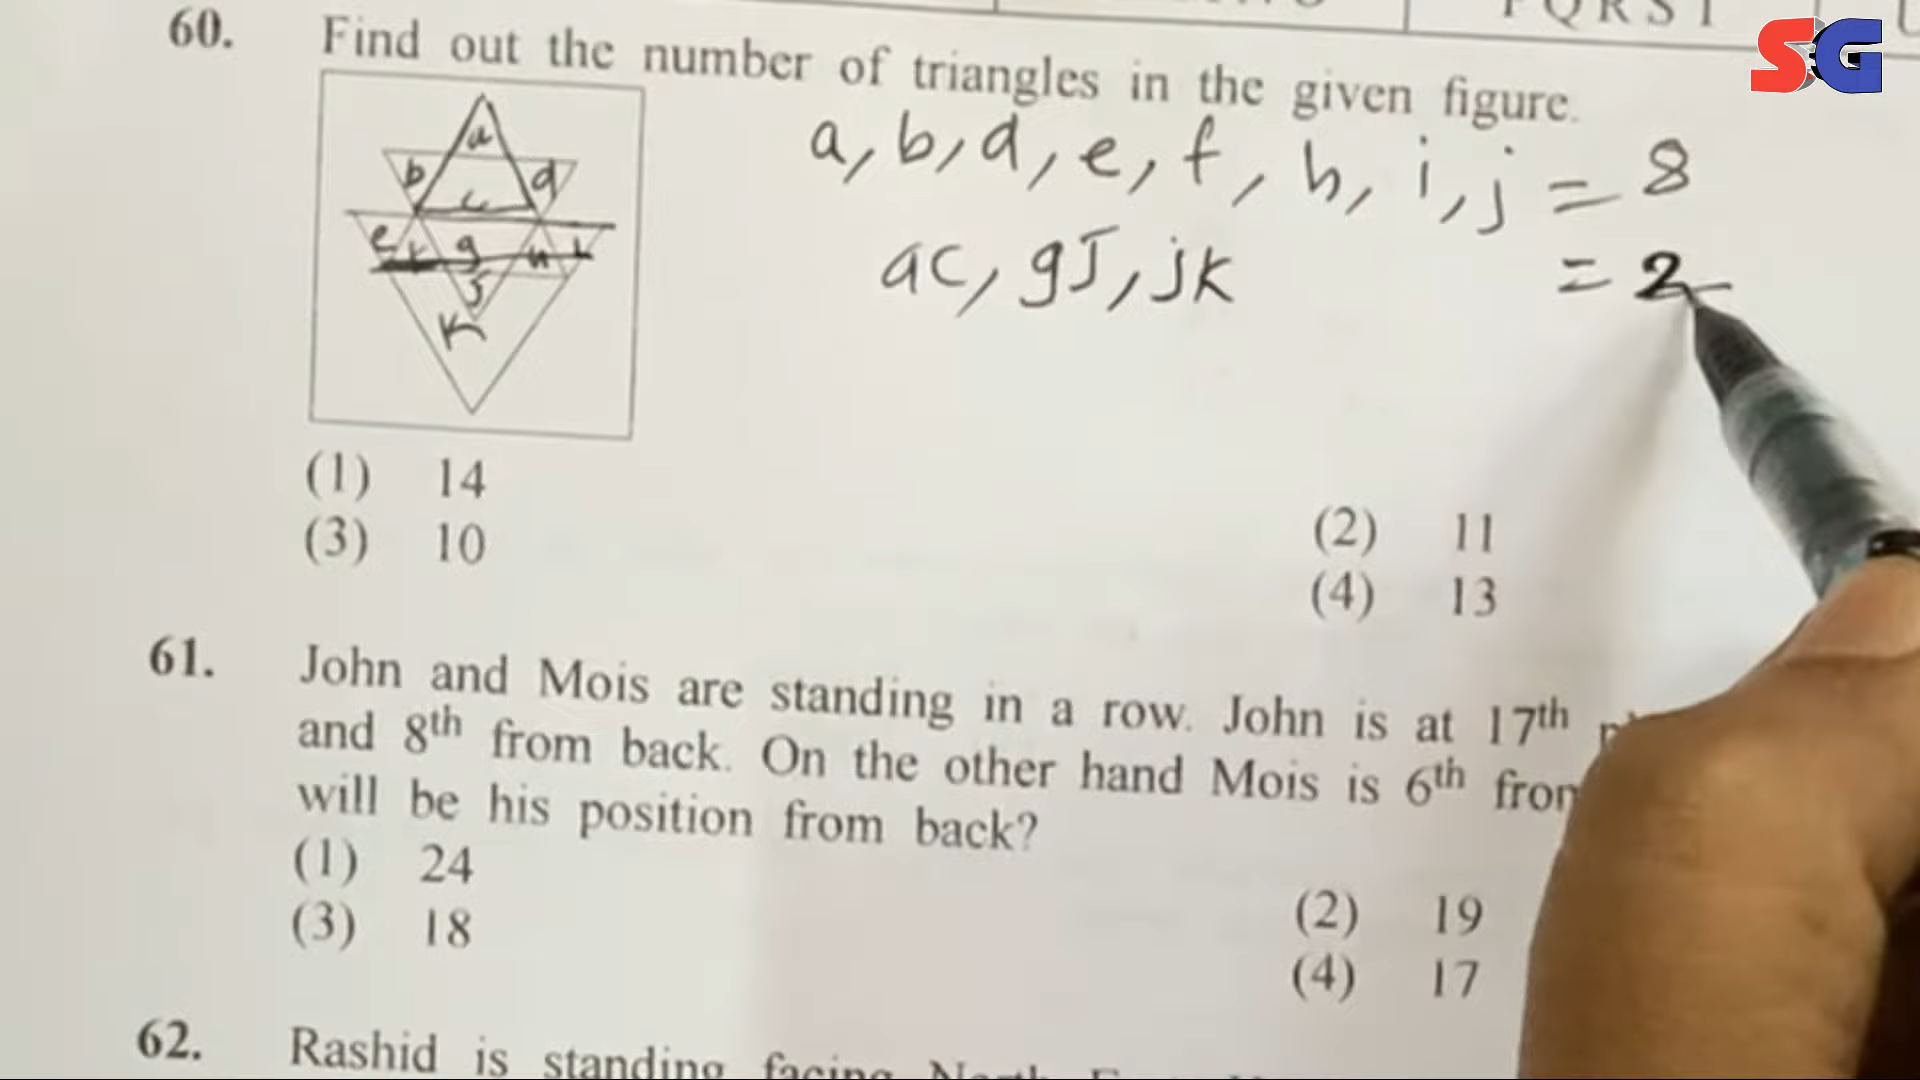 PQRST
60. Find out the number of triangles in the given figure.
a, b, d, e, f, h, i, j = 8
ac, gJ, jk = 2
a
b
d
c
e
g
h
J
K
(1) 14
(2) 11
(3) 10
(4) 13
61. John and Mois are standing in a row. John is at 17th
and 8th from back. On the other hand Mois is 6th
will be his position from back?
(1) 24
(2) 19
(3) 18
(4) 17
62. Rashid is standing facing
SG